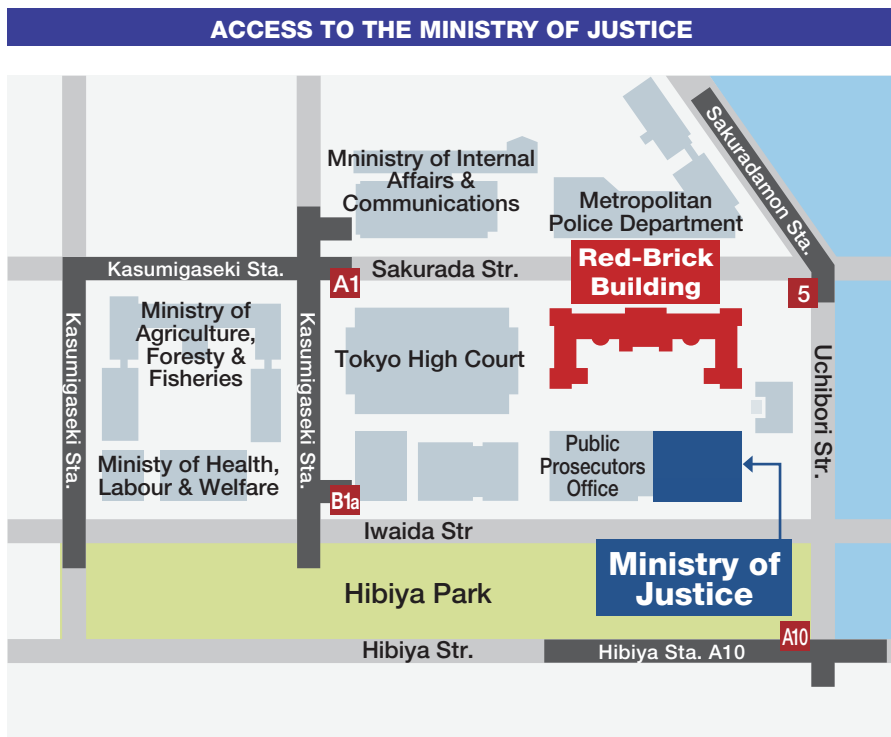 ACCESS TO THE MINISTRY OF JUSTICE
Mninistry of Internal
Affairs &
Communications
Metropolitan
Police Department
Sakuradamon Sta.
Kasumigaseki Sta.
A1
Sakurada Str.
Red-Brick
Building
5
Kasumigaseki Sta.
Ministry of
Agriculture,
Foresty &
Fisheries
Kasumigaseki Sta.
Tokyo High Court
Uchibori Str.
Ministy of Health,
Labour & Welfare
B1a
Public
Prosecutors
Office
Iwaida Str
Ministry of
Justice
Hibiya Park
A10
Hibiya Str.
Hibiya Sta. A10